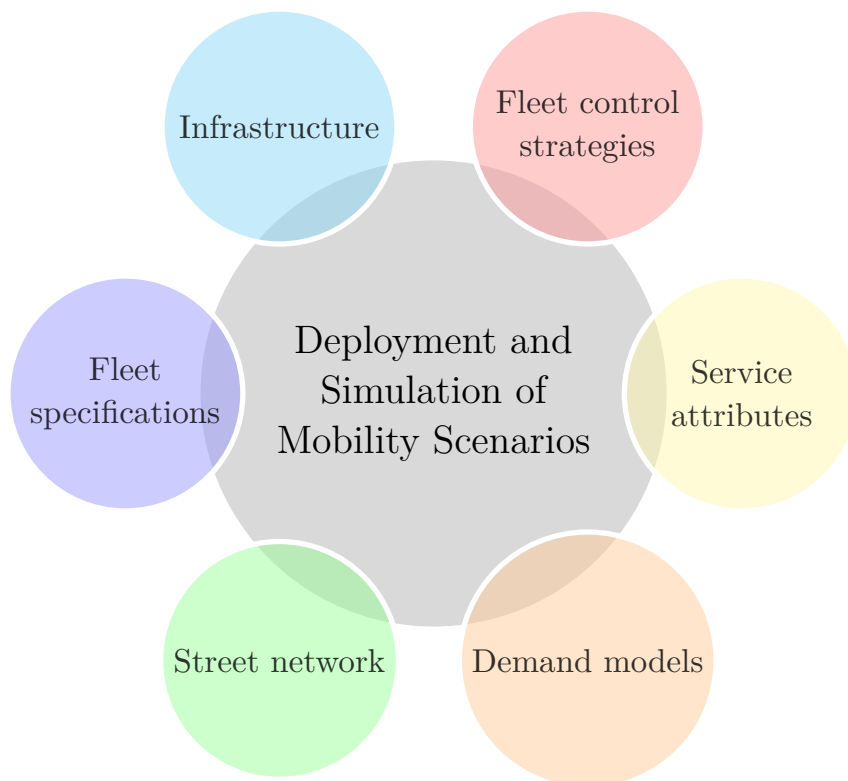 Infrastructure
Fleet control
strategies
Fleet
specifications
Deployment and
Simulation of
Mobility Scenarios
Service
attributes
Street network
Demand models